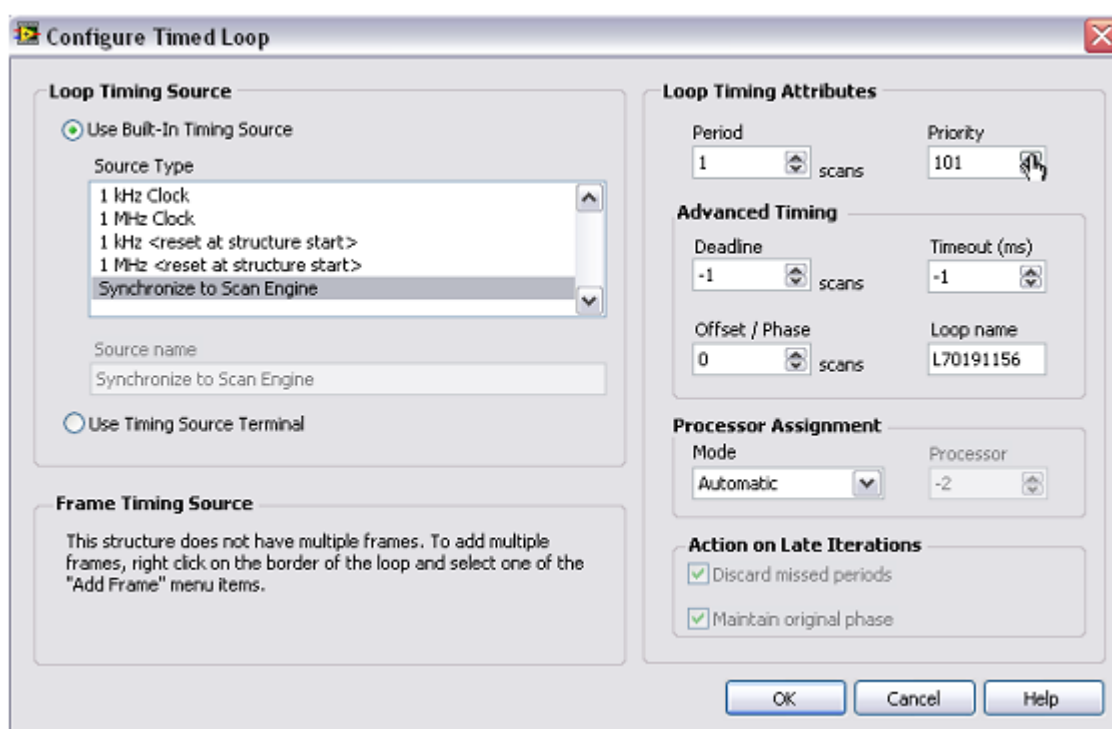 Configure Timed Loop
Loop Timing Source
Use Built-In Timing Source
Source Type
1 kHz Clock
1 MHz Clock
1 kHz <reset at structure start>
1 MHz <reset at structure start>
Synchronize to Scan Engine
Source name
Synchronize to Scan Engine
Use Timing Source Terminal
Frame Timing Source
This structure does not have multiple frames. To add multiple
frames, right click on the border of the loop and select one of the
"Add Frame" menu items.
Loop Timing Attributes
Period Priority
1 scans 101
Advanced Timing
Deadline Timeout (ms)
-1 scans -1
Offset / Phase Loop name
0 scans L70191156
Processor Assignment
Mode Processor
Automatic -2
Action on Late Iterations
Discard missed periods
Maintain original phase
OK Cancel Help